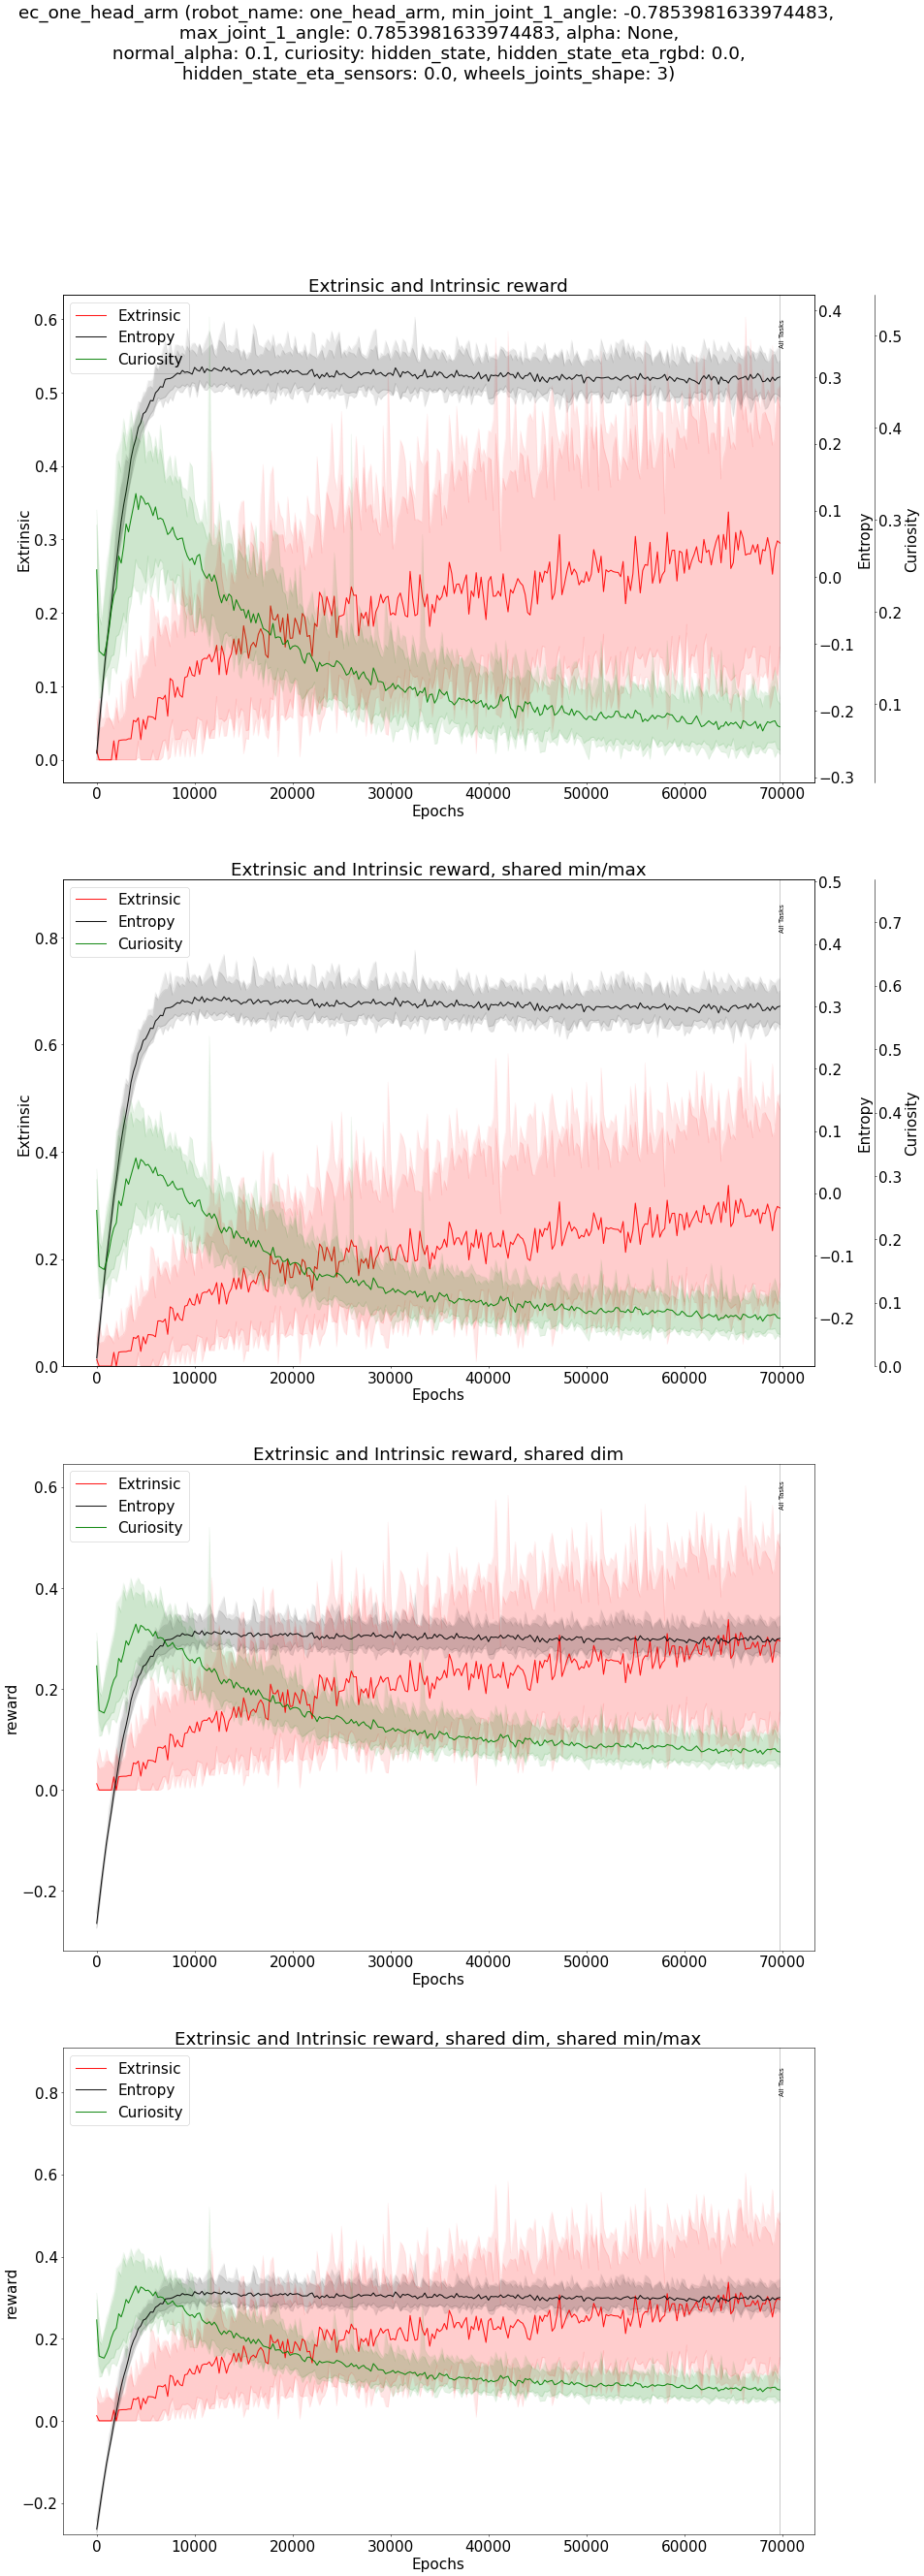 ec_one_head_arm (robot_name: one_head_arm, min_joint_1_angle: -0.7853981633974483,
max_joint_1_angle: 0.7853981633974483, alpha: None,
normal_alpha: 0.1, curiosity: hidden_state, hidden_state_eta_rgbd: 0.0,
hidden_state_eta_sensors: 0.0, wheels_joints_shape: 3)
Extrinsic and Intrinsic reward
Extrinsic
Entropy
Curiosity
All Tasks
0.6
0.5
0.4
0.3
0.2
0.1
0.0
Extrinsic
0.4
0.3
0.2
0.1
0.0
−0.1
−0.2
−0.3
Entropy
0.5
0.4
0.3
0.2
0.1
Curiosity
0 10000 20000 30000 40000 50000 60000 70000
Epochs
Extrinsic and Intrinsic reward, shared min/max
Extrinsic
Entropy
Curiosity
All Tasks
0.8
0.6
0.4
0.2
0.0
Extrinsic
0.5
0.4
0.3
0.2
0.1
0.0
−0.1
−0.2
Entropy
0.7
0.6
0.5
0.4
0.3
0.2
0.1
0.0
Curiosity
0 10000 20000 30000 40000 50000 60000 70000
Epochs
Extrinsic and Intrinsic reward, shared dim
Extrinsic
Entropy
Curiosity
All Tasks
0.6
0.4
0.2
0.0
−0.2
reward
0 10000 20000 30000 40000 50000 60000 70000
Epochs
Extrinsic and Intrinsic reward, shared dim, shared min/max
Extrinsic
Entropy
Curiosity
All Tasks
0.8
0.6
0.4
0.2
0.0
−0.2
reward
0 10000 20000 30000 40000 50000 60000 70000
Epochs